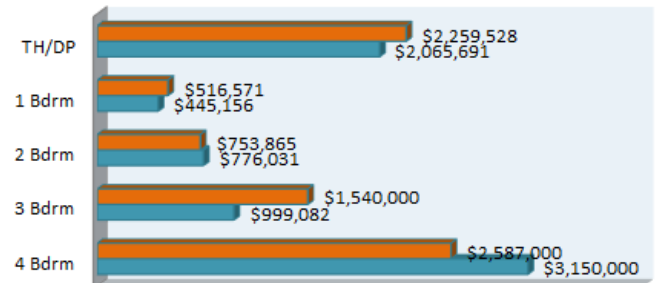 TH/DP
$2,259,528
$2,065,691
1 Bdrm
$516,571
$445,156
2 Bdrm
$753,865
$776,031
3 Bdrm
$1,540,000
$999,082
4 Bdrm
$2,587,000
$3,150,000